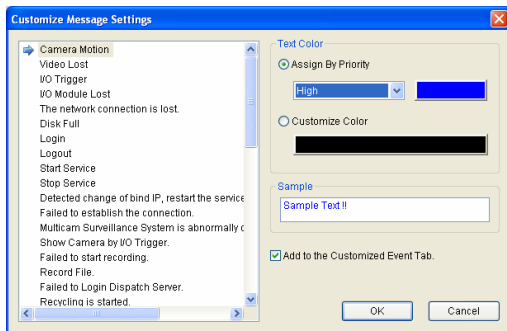 Customize Message Settings
Camera Motion
Video Lost
I/O Trigger
I/O Module Lost
The network connection is lost.
Disk Full
Login
Logout
Start Service
Stop Service
Detected change of bind IP, restart the service
Failed to establish the connection.
Multicam Surveillance System is abnormally
Show Camera by I/O Trigger.
Failed to start recording.
Record File.
Failed to Login Dispatch Server.
Recycling is started.
Text Color
Assign By Priority
High
Customize Color
Sample
Sample Text !!
Add to the Customized Event Tab.
OK
Cancel